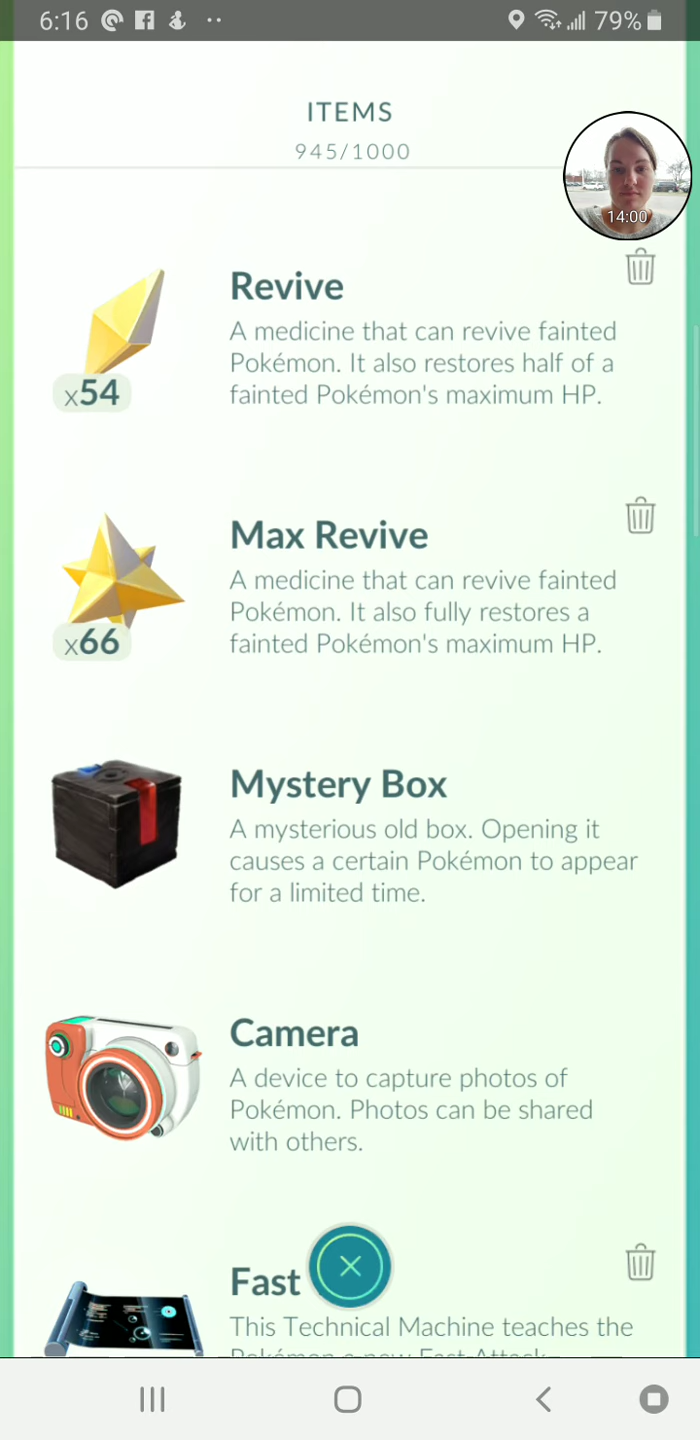 6:16
79%
ITEMS
945/1000
14:00
Revive
A medicine that can revive fainted
Pokémon. It also restores half of a
fainted Pokémon's maximum HP.
x54
Max Revive
A medicine that can revive fainted
Pokémon. It also fully restores a
fainted Pokémon's maximum HP.
x66
Mystery Box
A mysterious old box. Opening it
causes a certain Pokémon to appear
for a limited time.
Camera
A device to capture photos of
Pokémon. Photos can be shared
with others.
Fast
This Technical Machine teaches the
Pokémon a new Fast Attack